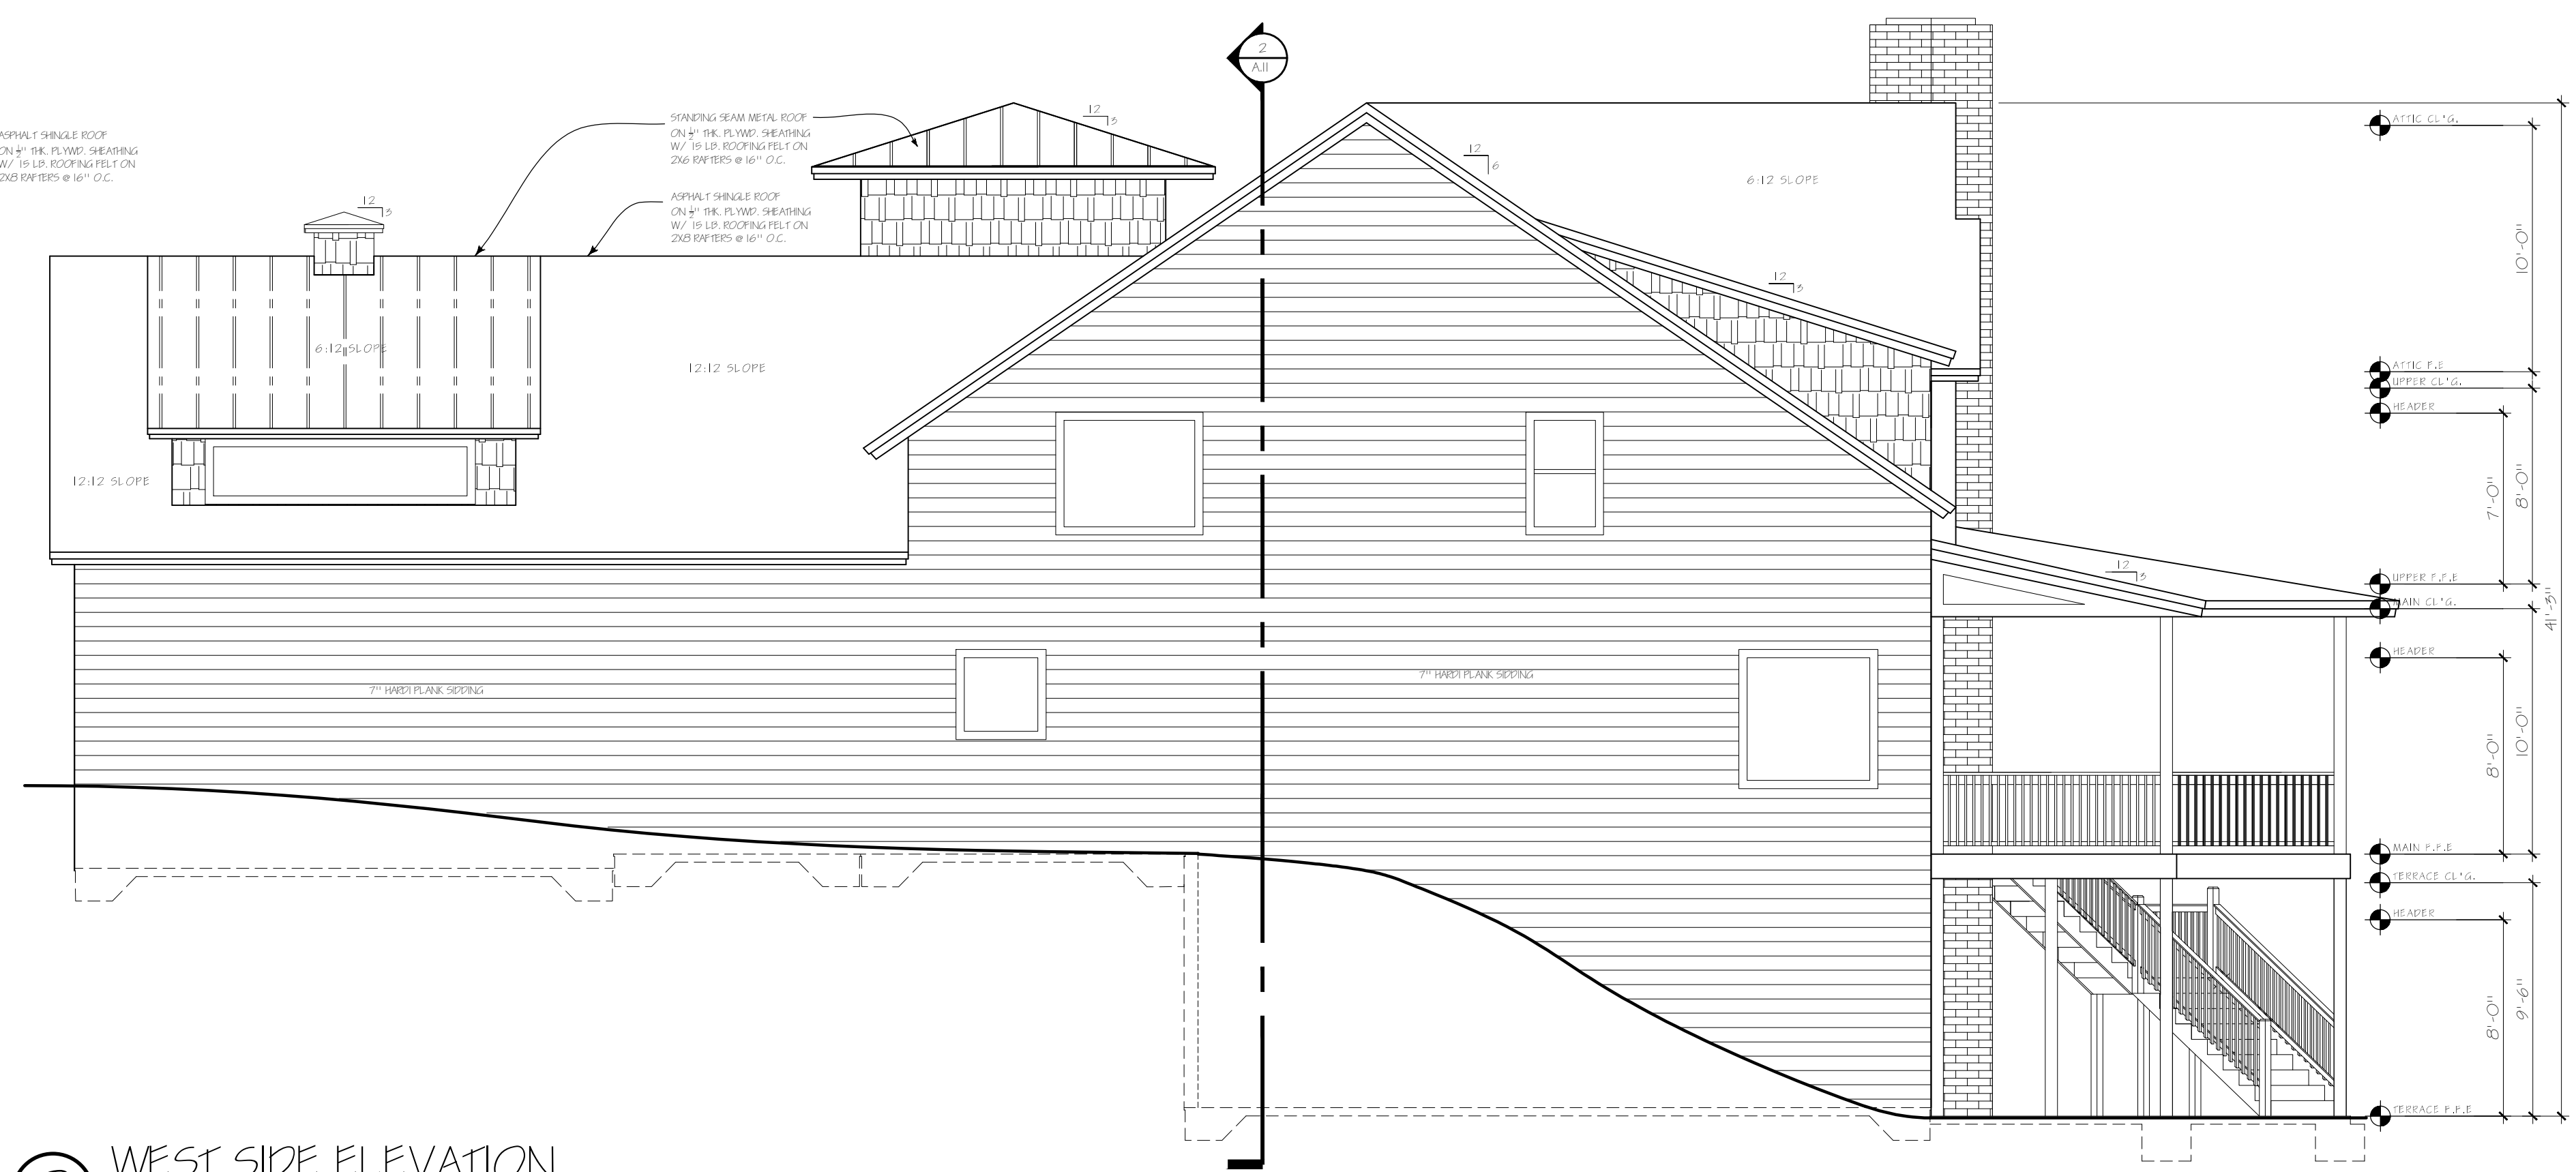 2
A.11
ASPHALT SHINGLE ROOF
ON ½" THK. PLYWD. SHEATHING
W/ 15 LB. ROOFING FELT ON
2X8 RAFTERS @ 16" O.C.
STANDING SEAM METAL ROOF
ON ½" THK. PLYWD. SHEATHING
W/ 15 LB. ROOFING FELT ON
2X6 RAFTERS @ 16" O.C.
ASPHALT SHINGLE ROOF
ON ½" THK. PLYWD. SHEATHING
W/ 15 LB. ROOFING FELT ON
2X8 RAFTERS @ 16" O.C.
12
3
12
3
12
6
6:12 SLOPE
12
3
6:12 SLOPE
12:12 SLOPE
12:12 SLOPE
12
3
7" HARDI PLANK SIDDING
7" HARDI PLANK SIDDING
ATTIC CL'G.
ATTIC F.E
UPPER CL'G.
HEADER
UPPER F.F.E
MAIN CL'G.
HEADER
MAIN F.F.E
TERRACE CL'G.
HEADER
TERRACE F.F.E
10'-0"
7'-0"
8'-0"
41'-3"
8'-0"
10'-0"
8'-0"
9'-6"
WEST SIDE ELEVATION